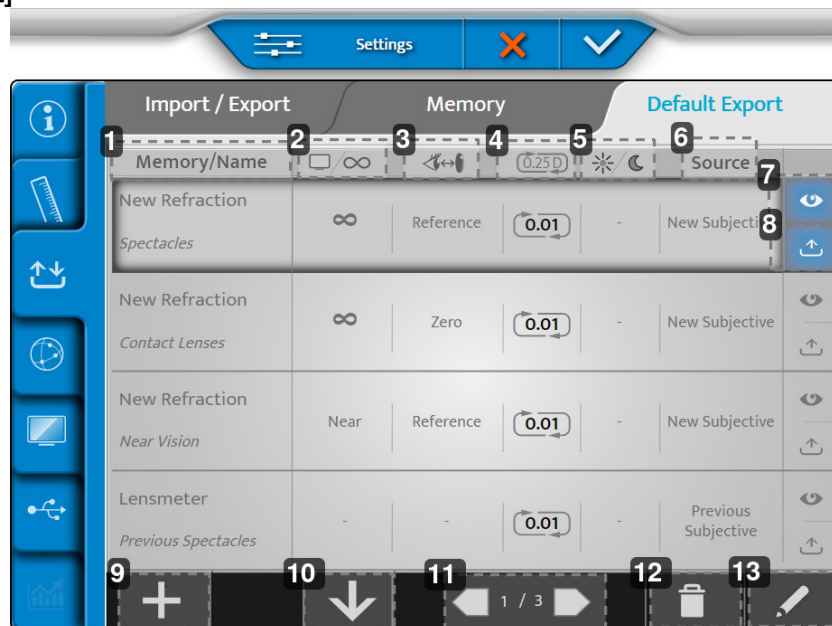 Settings
Import / Export
Memory
Default Export
1
2
3
4
5
6
Memory/Name
0.25 D
Source
7
8
New Refraction
Spectacles
∞
Reference
0.01
-
New Subjecti
New Refraction
Contact Lenses
∞
Zero
0.01
-
New Subjective
New Refraction
Near Vision
Near
Reference
0.01
-
New Subjective
Lensmeter
Previous Spectacles
-
-
0.01
-
Previous
Subjective
9
10
11
12
13
1 / 3